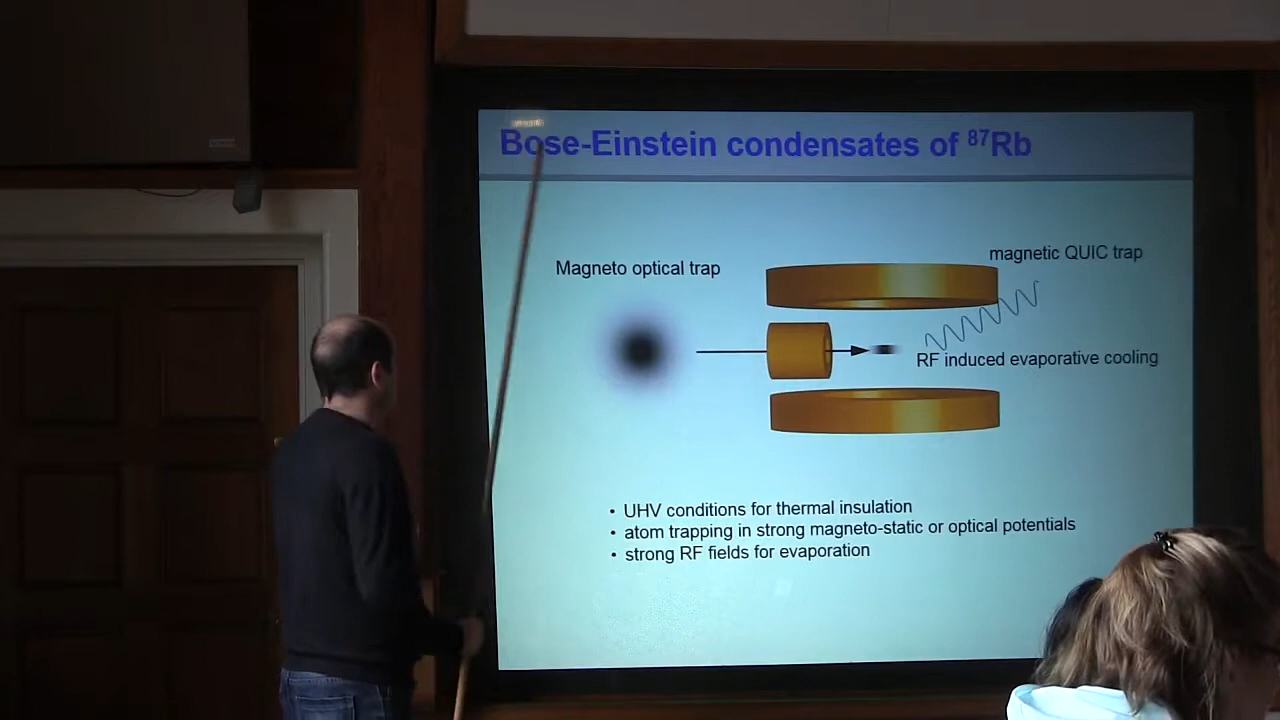 Bose-Einstein condensates of ⁸⁷Rb
magnetic QUIC trap
Magneto optical trap
RF induced evaporative cooling
• UHV conditions for thermal insulation
• atom trapping in strong magneto-static or optical potentials
• strong RF fields for evaporation